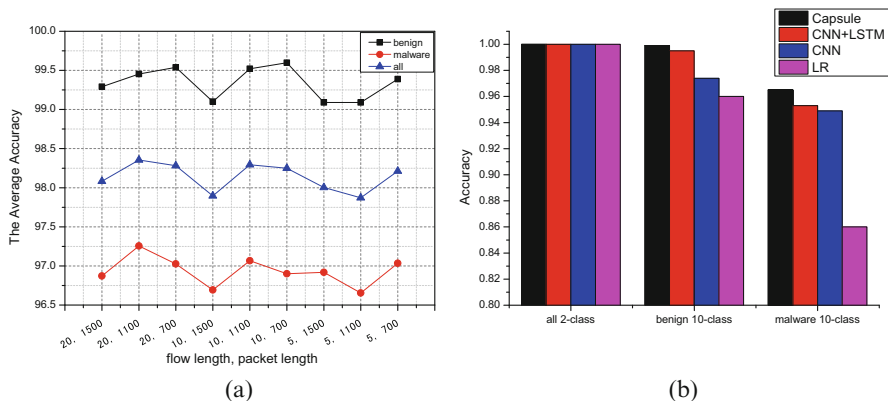 100.0
99.5
99.0
98.5
98.0
97.5
97.0
96.5
The Average Accuracy
benign
malware
all
20, 1500
20, 1100
20, 700
10, 1500
10, 1100
10, 700
5, 1500
5, 1100
5, 700
flow length, packet length
(a)
Capsule
CNN+LSTM
CNN
LR
1.00
0.98
0.96
0.94
0.92
0.90
0.88
0.86
0.84
0.82
0.80
Accuracy
all 2-class
benign 10-class
malware 10-class
(b)